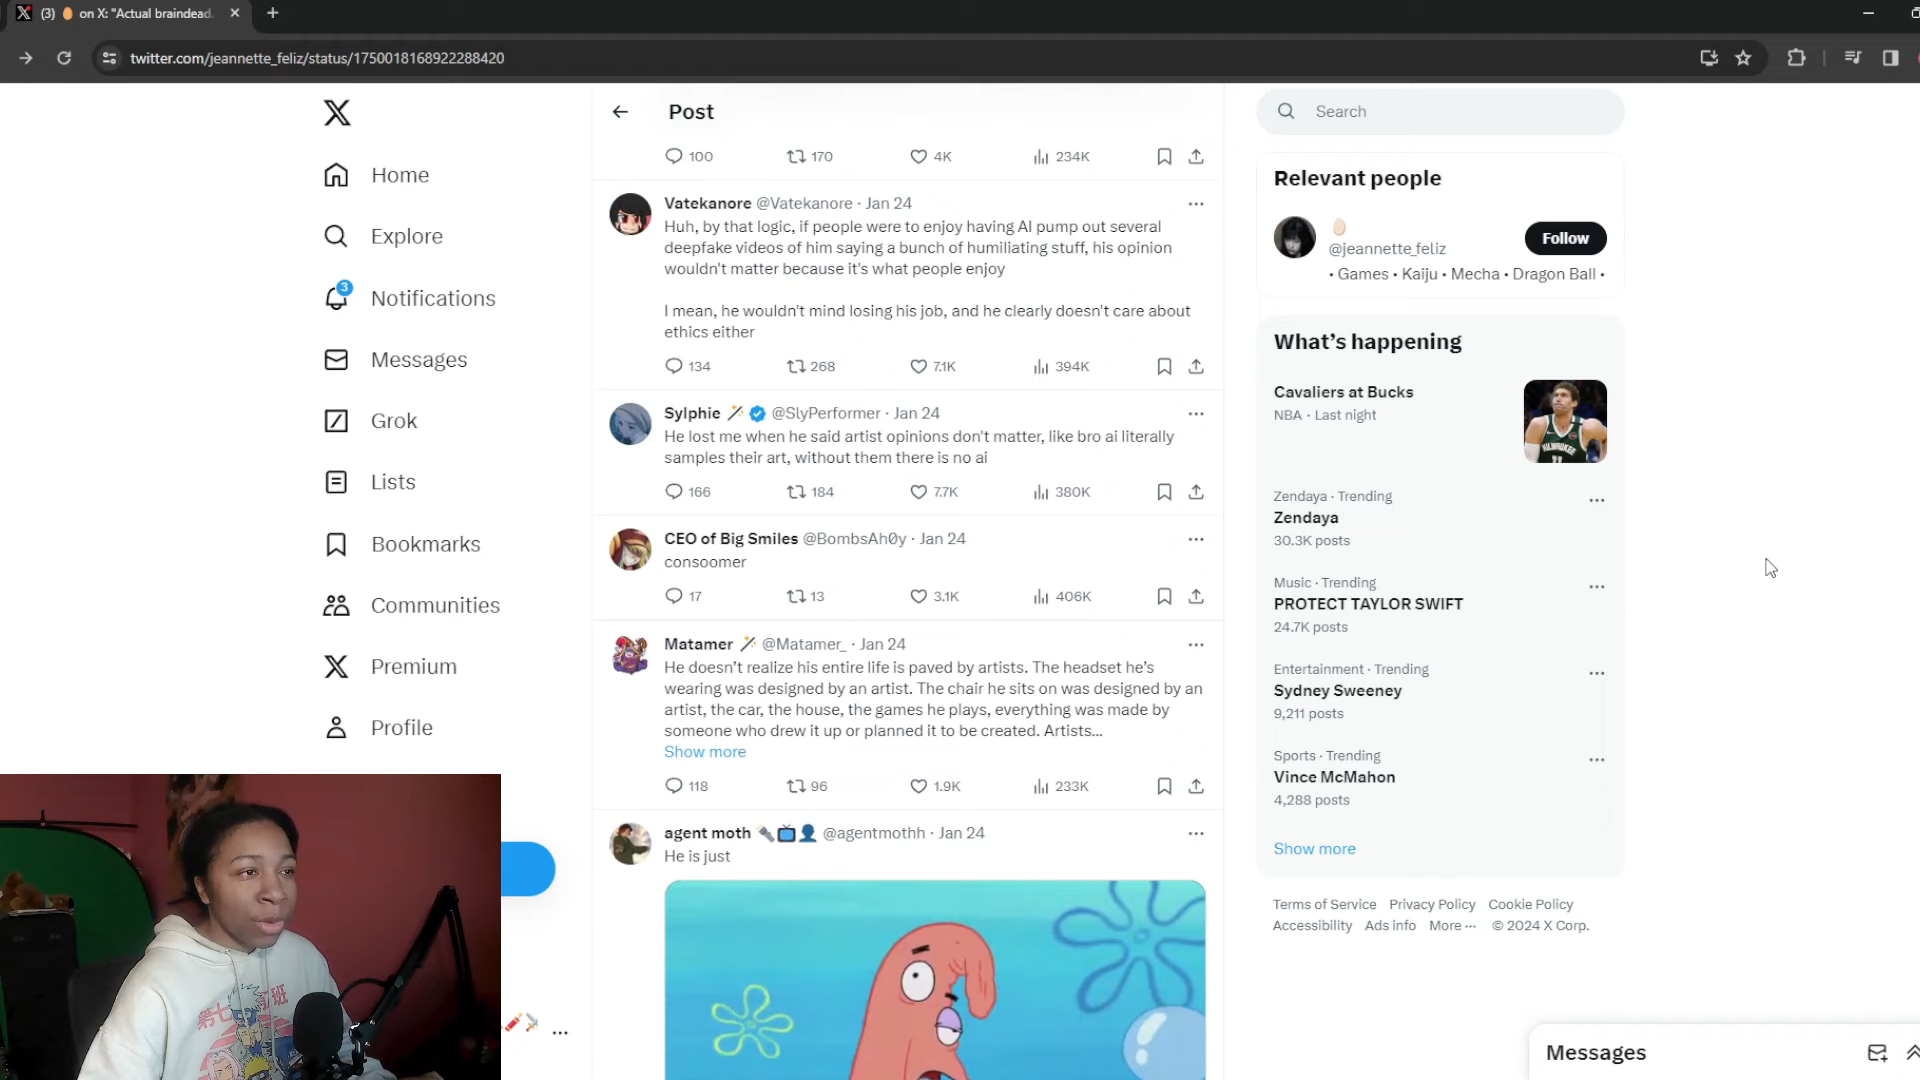 (3) 🥚 on X: "Actual braindead
twitter.com/jeannette_feliz/status/1750018168922288420
Home
Explore
3
Notifications
Messages
Grok
Lists
Bookmarks
Communities
Premium
Profile
Post
100 170 4K 234K
Vatekanore @Vatekanore · Jan 24
Huh, by that logic, if people were to enjoy having AI pump out several
deepfake videos of him saying a bunch of humiliating stuff, his opinion
wouldn't matter because it's what people enjoy
I mean, he wouldn't mind losing his job, and he clearly doesn't care about
ethics either
134 268 7.1K 394K
Sylphie 🪄 @SlyPerformer · Jan 24
He lost me when he said artist opinions don't matter, like bro ai literally
samples their art, without them there is no ai
166 184 7.7K 380K
CEO of Big Smiles @BombsAh0y · Jan 24
consoomer
17 13 3.1K 406K
Matamer 🪄 @Matamer_ · Jan 24
He doesn't realize his entire life is paved by artists. The headset he's
wearing was designed by an artist. The chair he sits on was designed by an
artist, the car, the house, the games he plays, everything was made by
someone who drew it up or planned it to be created. Artists...
Show more
118 96 1.9K 233K
agent moth 🔦📺👤 @agentmothh · Jan 24
He is just
Search
Relevant people
🥚
@jeannette_feliz
Follow
• Games • Kaiju • Mecha • Dragon Ball •
What's happening
Cavaliers at Bucks
NBA · Last night
Zendaya · Trending
Zendaya
30.3K posts
Music · Trending
PROTECT TAYLOR SWIFT
24.7K posts
Entertainment · Trending
Sydney Sweeney
9,211 posts
Sports · Trending
Vince McMahon
4,288 posts
Show more
Terms of Service Privacy Policy Cookie Policy
Accessibility Ads info More ··· © 2024 X Corp.
Messages